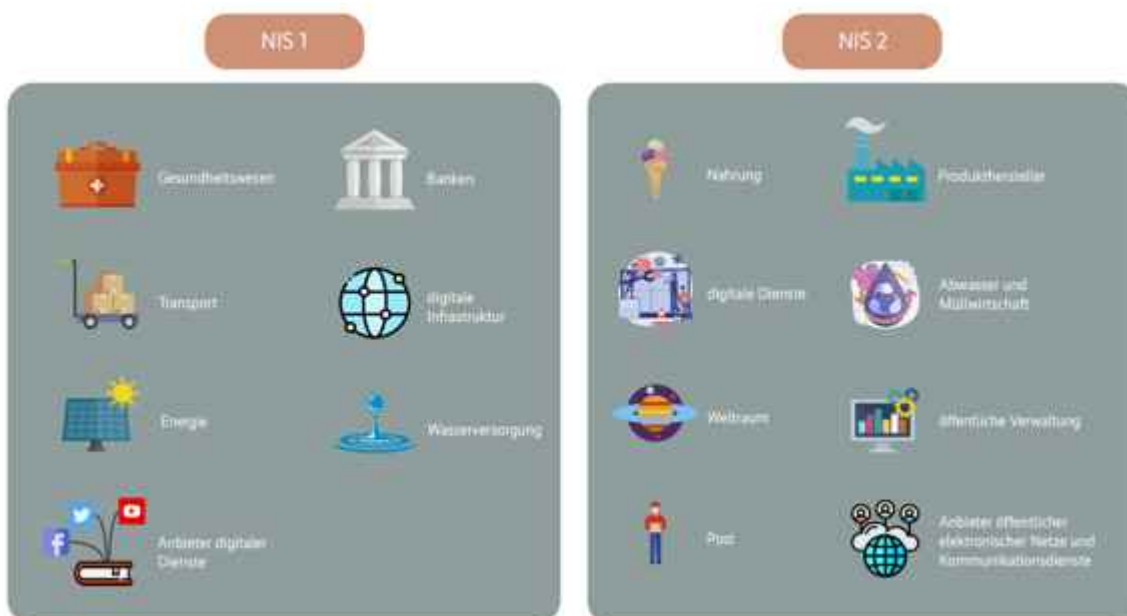 NIS 1
NIS 2
Gesundheitswesen
Banken
Transport
digitale
Infrastruktur
Energie
Wasserversorgung
Anbieter digitaler
Dienste
Nahrung
Produkthersteller
digitale Dienste
Abwasser und
Müllwirtschaft
Weltraum
öffentliche Verwaltung
Post
Anbieter öffentlicher
elektronischer Netze und
Kommunikationsdienste